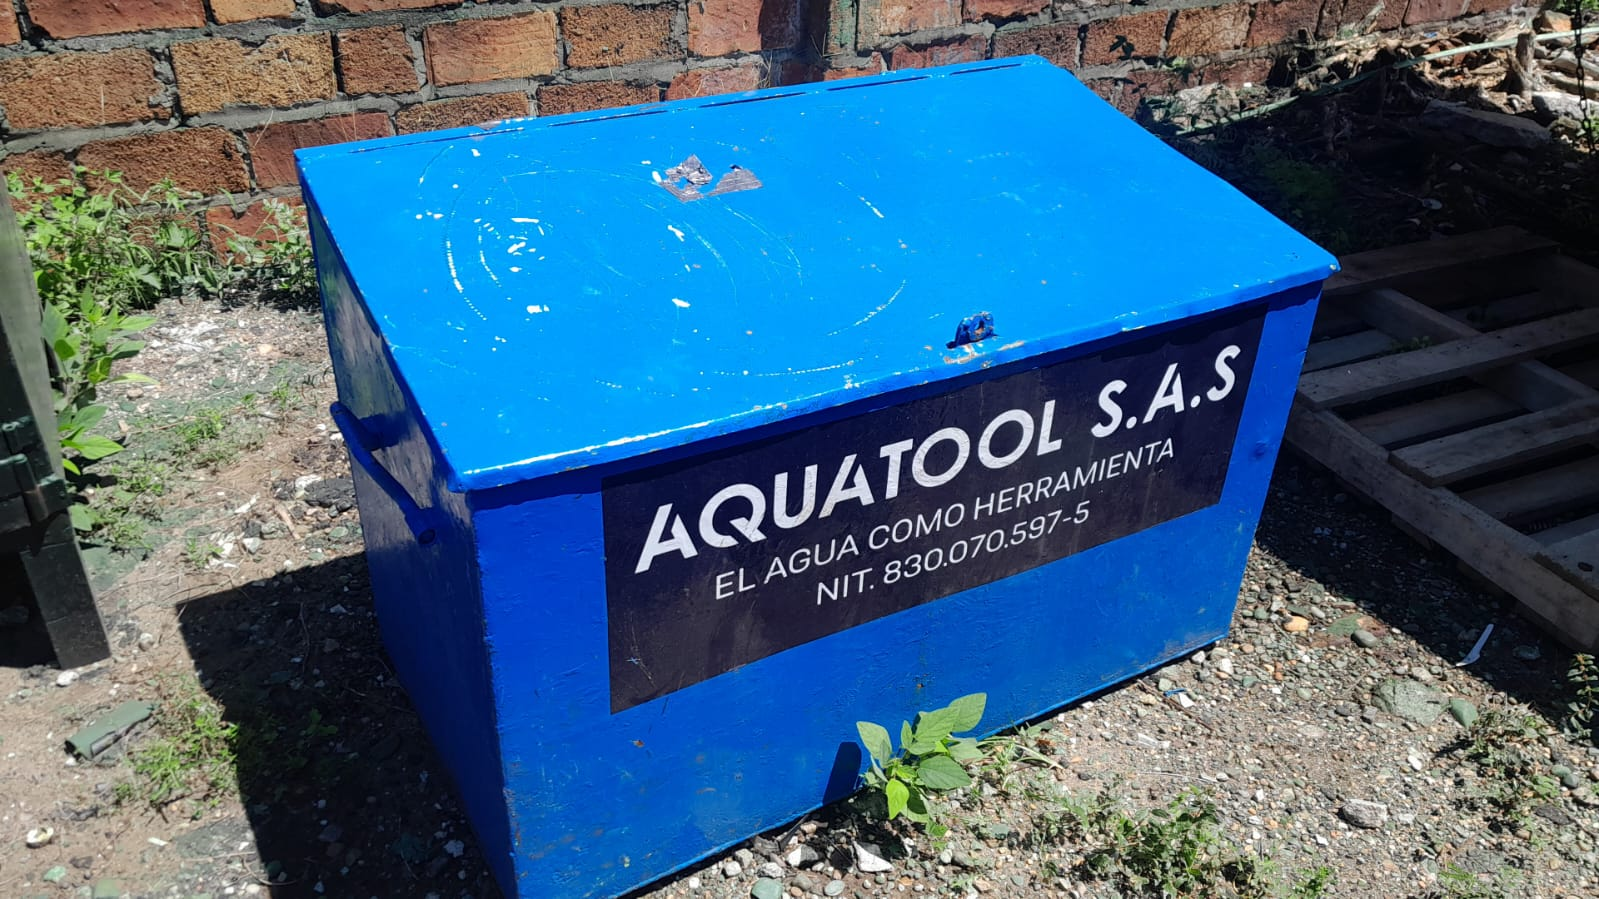 AQUATOOL S.A.S
EL AGUA COMO HERRAMIENTA
NIT. 830.070.597-5